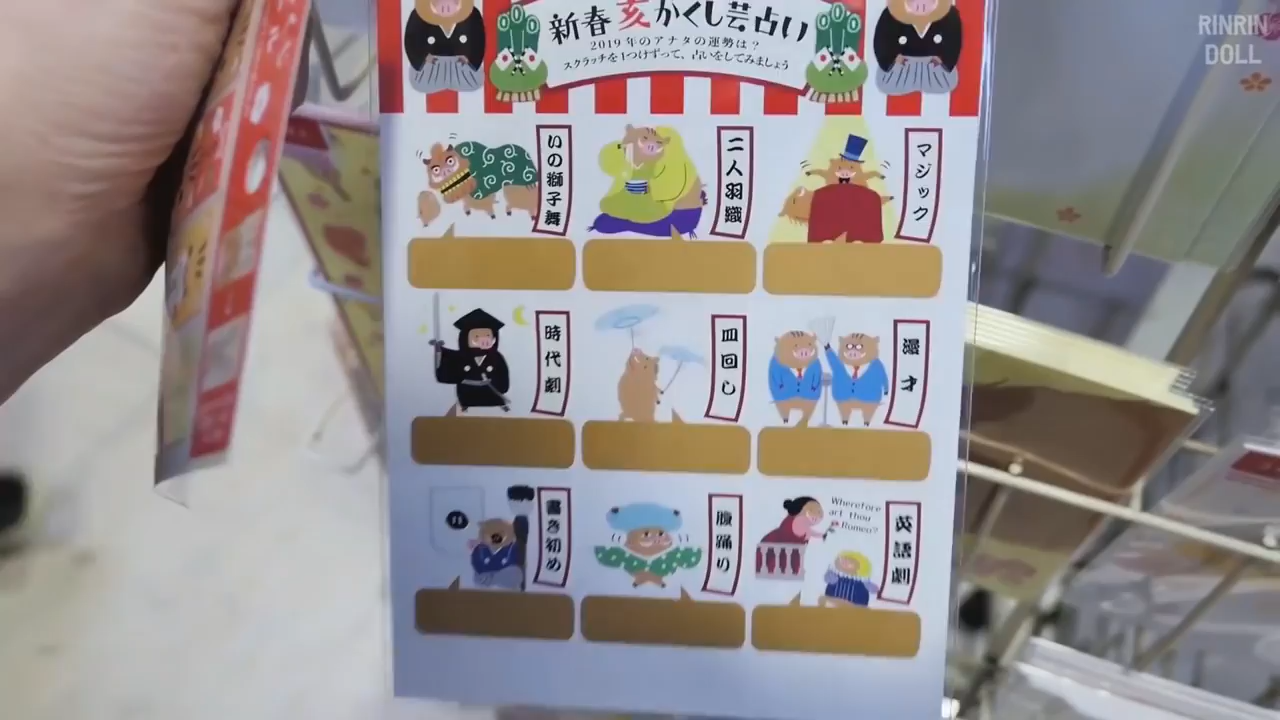 RINRIN
DOLL
新春 亥 かくし芸占い
2019年のアナタの運勢は？
スクラッチを1つけずって、占いをしてみましょう
いの獅子舞
二人羽織
マジック
時代劇
皿回し
漫才
書き初め
腹踊り
Wherefore
art thou
Romeo?
英語劇